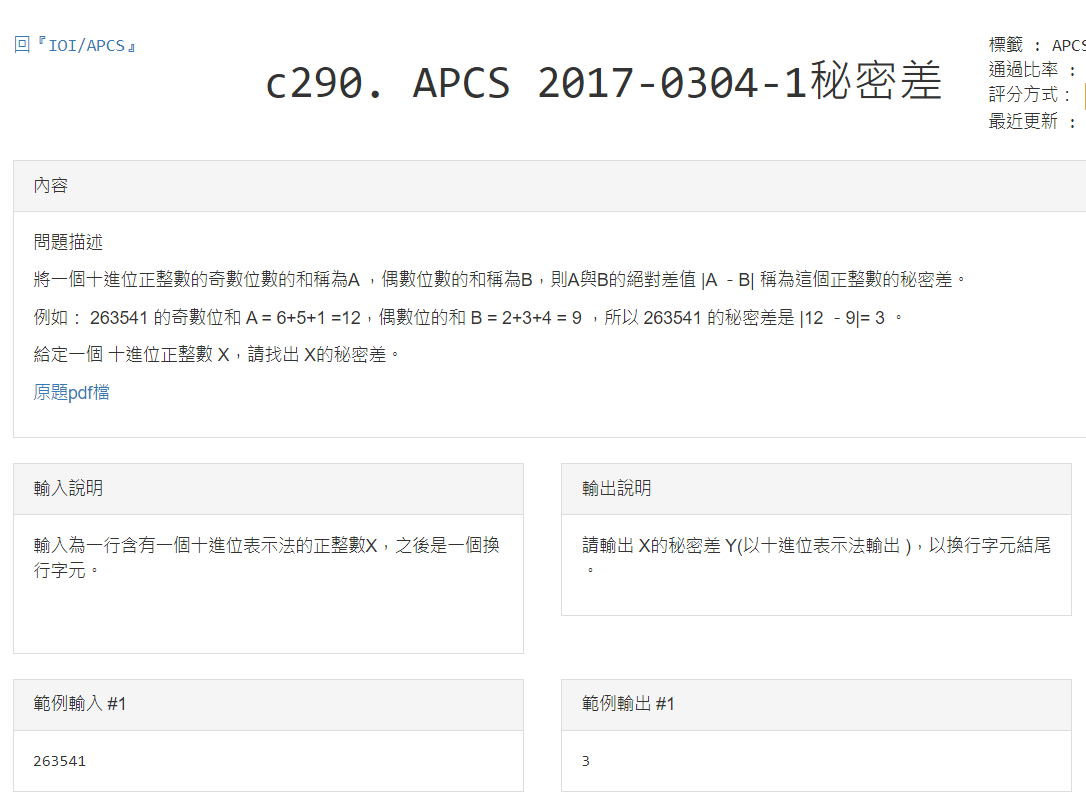 回『IOI/APCS』
c290. APCS 2017-0304-1秘密差
標籤 : APCS
通過比率 :
評分方式 :
最近更新 :
內容
問題描述
將一個十進位正整數的奇數位數的和稱為A ，偶數位數的和稱為B，則A與B的絕對差值 |A －B| 稱為這個正整數的秘密差。
例如： 263541 的奇數位和 A = 6+5+1 =12，偶數位的和 B = 2+3+4 = 9 ，所以 263541 的秘密差是 |12 －9|= 3 。
給定一個 十進位正整數 X，請找出 X的秘密差。
原題pdf檔
輸入說明
輸入為一行含有一個十進位表示法的正整數X，之後是一個換
行字元。
輸出說明
請輸出 X的秘密差 Y(以十進位表示法輸出 )，以換行字元結尾
。
範例輸入 #1
263541
範例輸出 #1
3